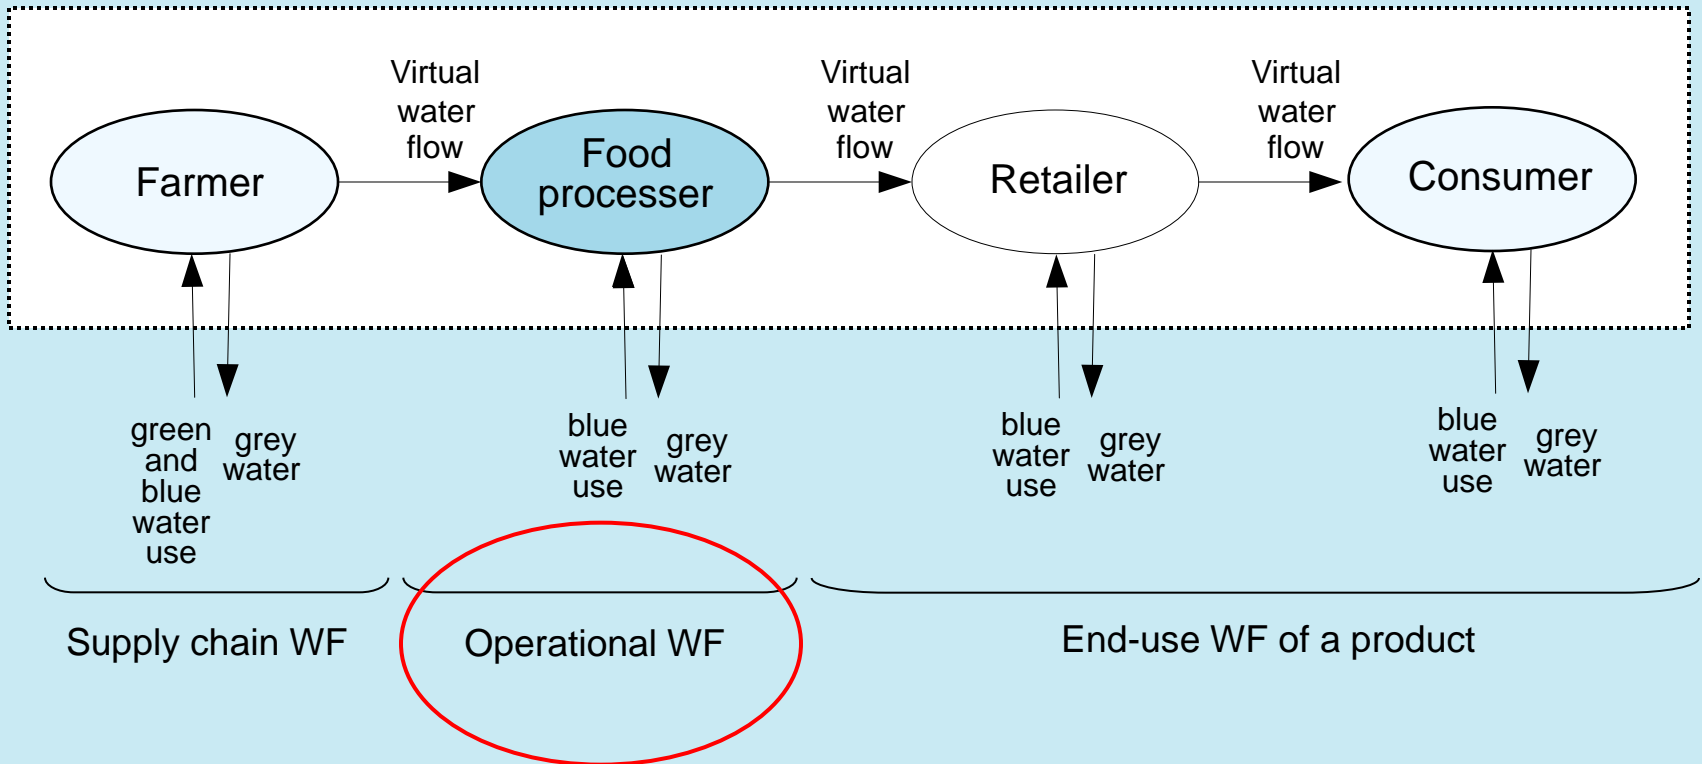 Virtual
water
flow
Virtual
water
flow
Virtual
water
flow
Farmer
Food
processer
Retailer
Consumer
green
and
blue
water
use
grey
water
blue
water
use
grey
water
blue
water
use
grey
water
blue
water
use
grey
water
Supply chain WF
Operational WF
End-use WF of a product